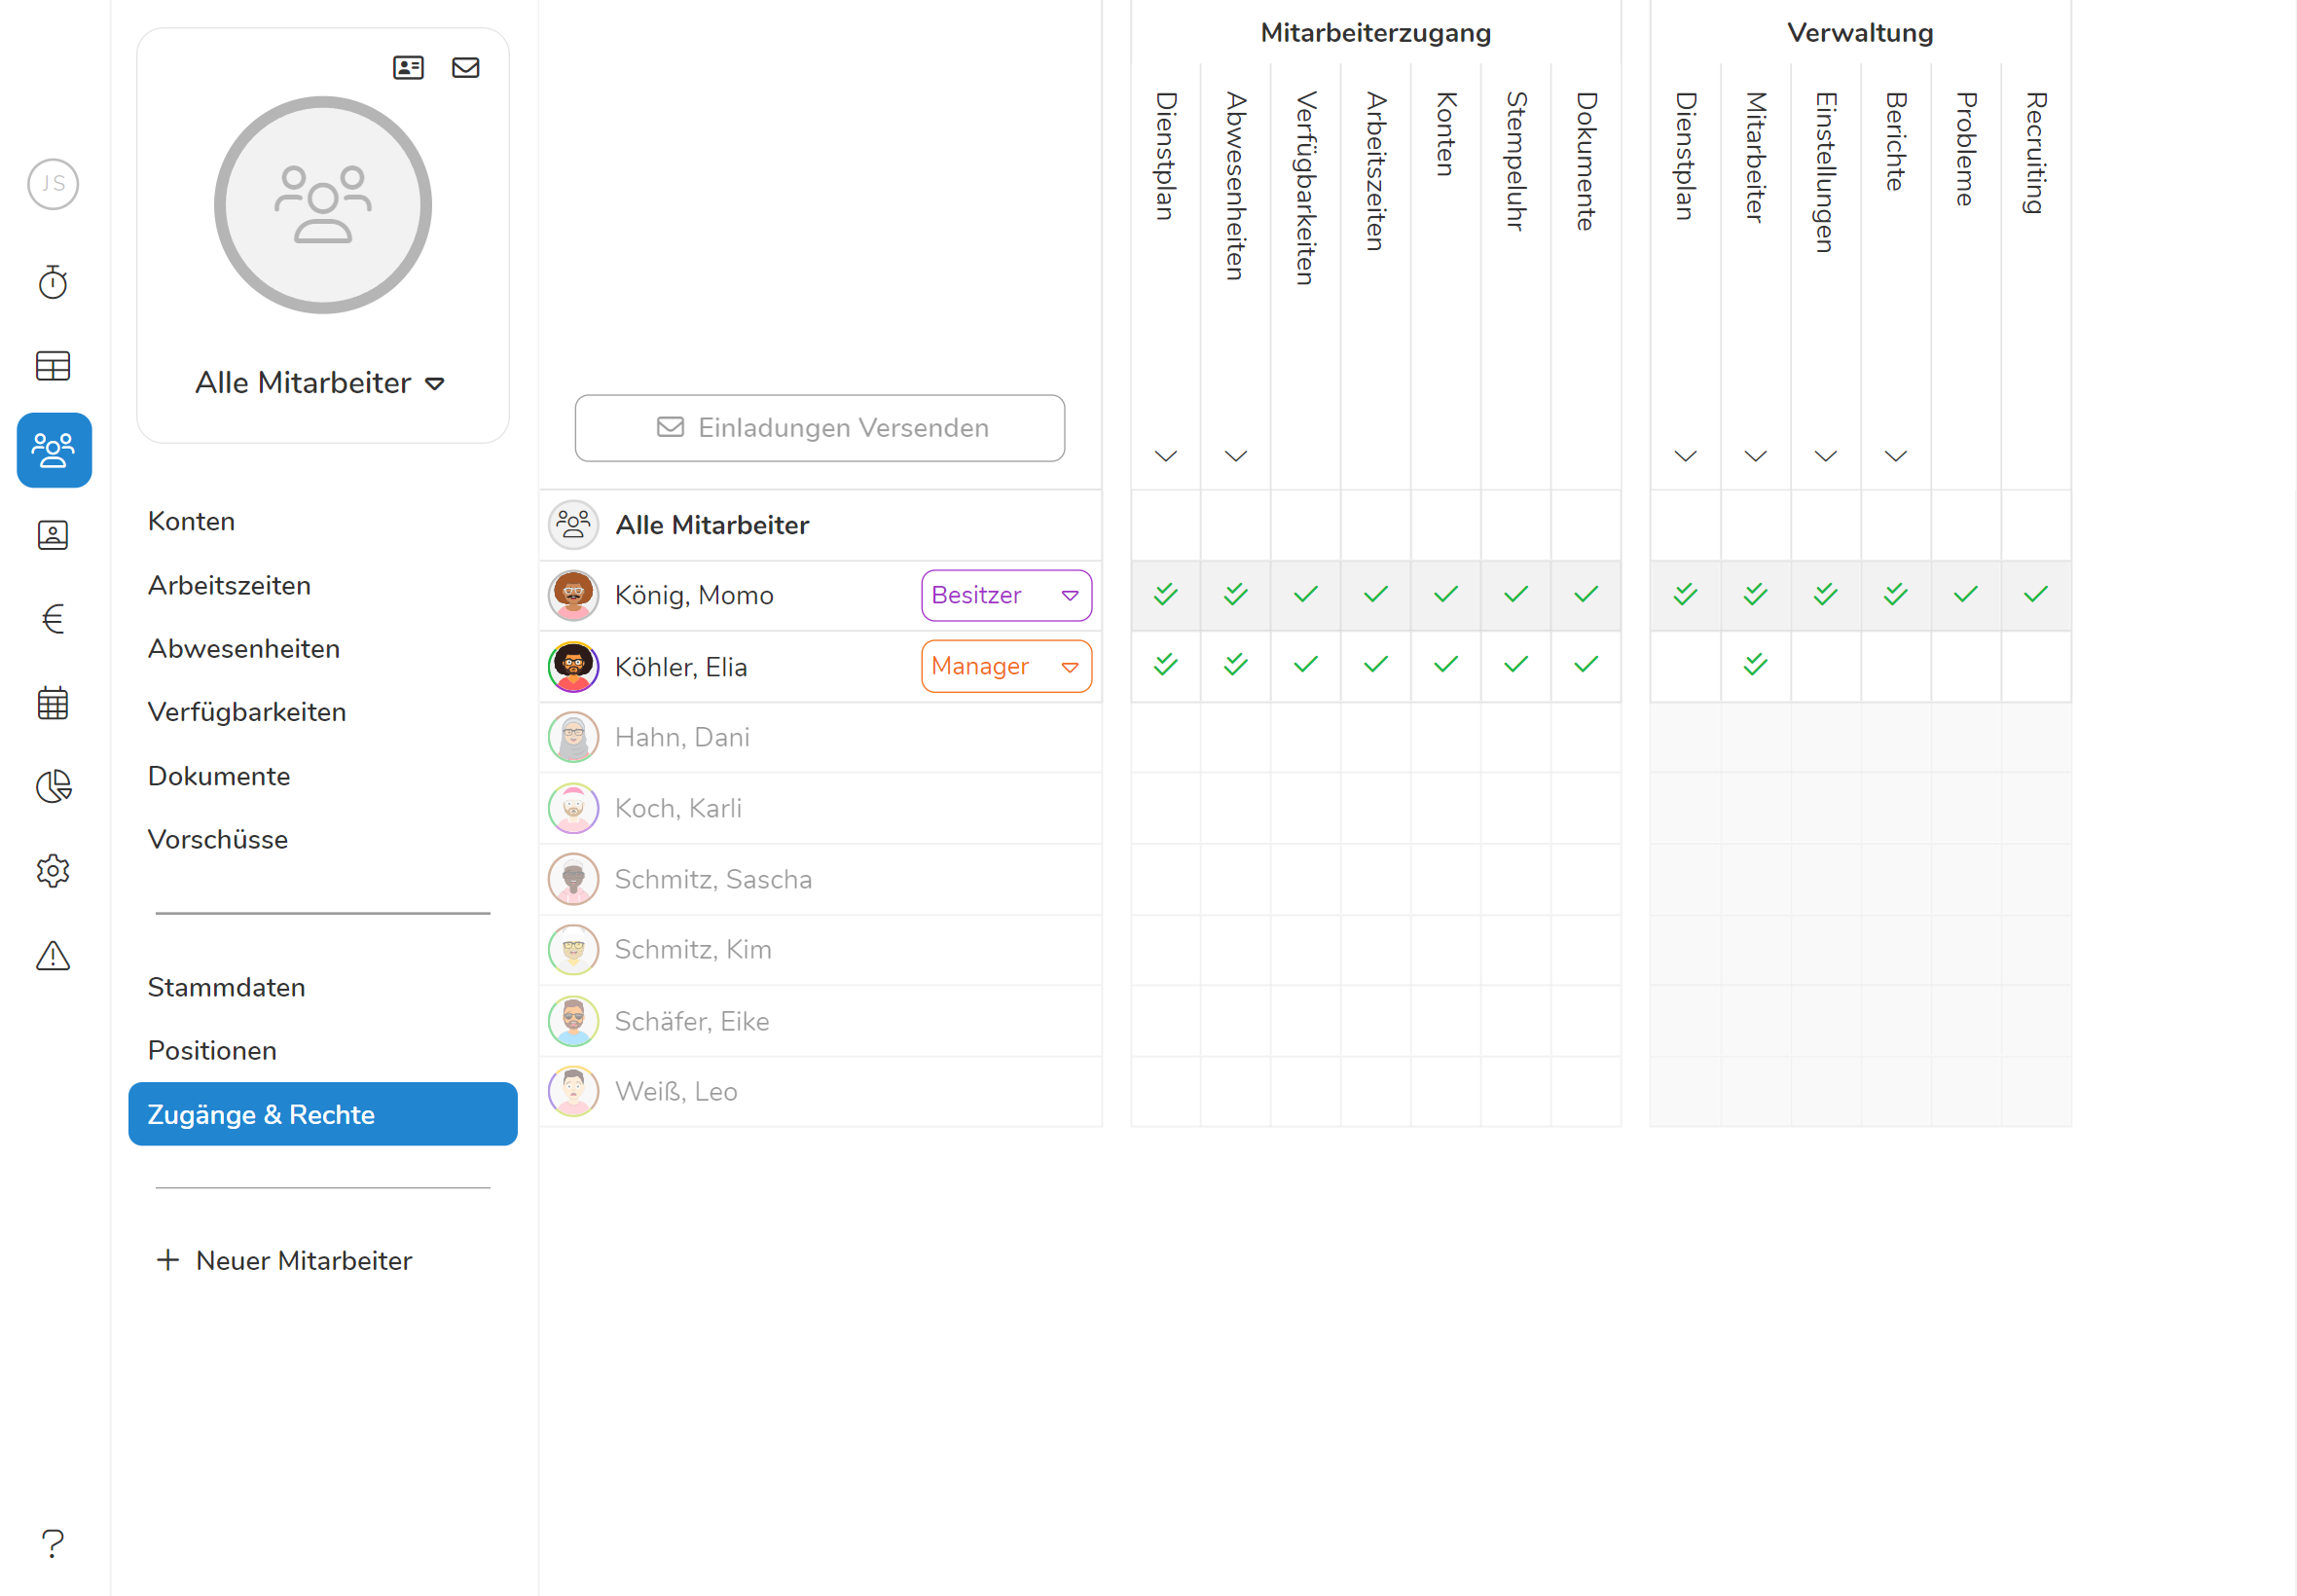 JS
Alle Mitarbeiter
Konten
Arbeitszeiten
Abwesenheiten
Verfügbarkeiten
Dokumente
Vorschüsse
Stammdaten
Positionen
Zugänge & Rechte
Neuer Mitarbeiter
Einladungen Versenden
Mitarbeiterzugang
Dienstplan
Abwesenheiten
Verfügbarkeiten
Arbeitszeiten
Konten
Stempeluhr
Dokumente
Verwaltung
Dienstplan
Mitarbeiter
Einstellungen
Berichte
Probleme
Recruiting
Alle Mitarbeiter
König, Momo
Besitzer
Köhler, Elia
Manager
Hahn, Dani
Koch, Karli
Schmitz, Sascha
Schmitz, Kim
Schäfer, Eike
Weiß, Leo